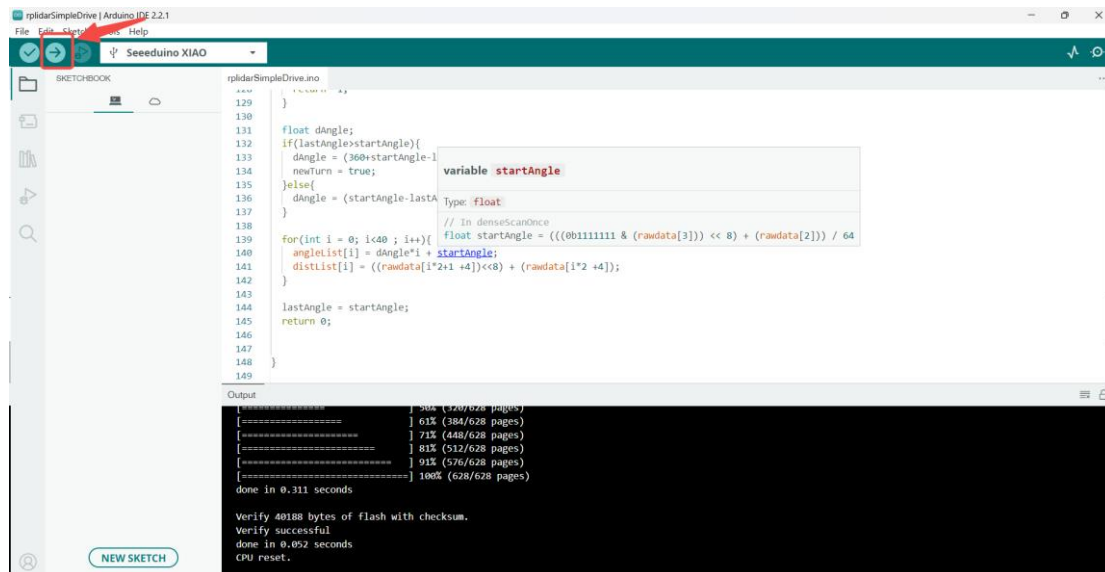 rplidarSimpleDrive | Arduino IDE 2.2.1
File Edit Sketch Help
Seeeduino XIAO
SKETCHBOOK
rplidarSimpleDrive.ino
129 }
130
131 float dAngle;
132 if(lastAngle>startAngle){
133 dAngle = (360+startAngle-l
134 newTurn = true;
135 }else{
136 dAngle = (startAngle-lastA
137 }
138
139 for(int i = 0; i<40 ; i++){
140 angleList[i] = dAngle*i + startAngle;
141 distList[i] = ((rawdata[i*2+1 +4])<<8) + (rawdata[i*2 +4]);
142 }
143
144 lastAngle = startAngle;
145 return 0;
146
147
148 }
149
variable startAngle
Type: float
// In denseScanOnce
float startAngle = (((0b1111111 & (rawdata[3])) << 8) + (rawdata[2])) / 64
Output
[=============== ] 50% (320/628 pages)
[================== ] 61% (384/628 pages)
[===================== ] 71% (448/628 pages)
[======================== ] 81% (512/628 pages)
[=========================== ] 91% (576/628 pages)
[==============================] 100% (628/628 pages)
done in 0.311 seconds
Verify 40188 bytes of flash with checksum.
Verify successful
done in 0.052 seconds
CPU reset.
NEW SKETCH